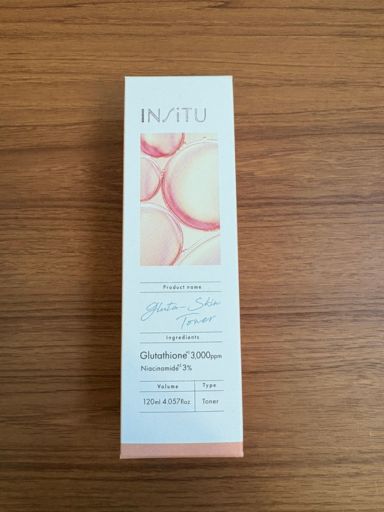 INSiTU
Product name
Gluta-Skin
Toner
Ingredients
Glutathione 3,000ppm
Niacinamide 3%
Volume Type
120ml 4.057floz Toner